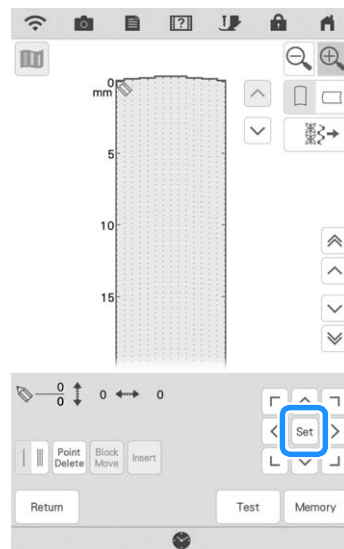 0
mm
5
10
15
0
0
0
0
Set
Point
Delete
Block
Move
Insert
Return
Test
Memory